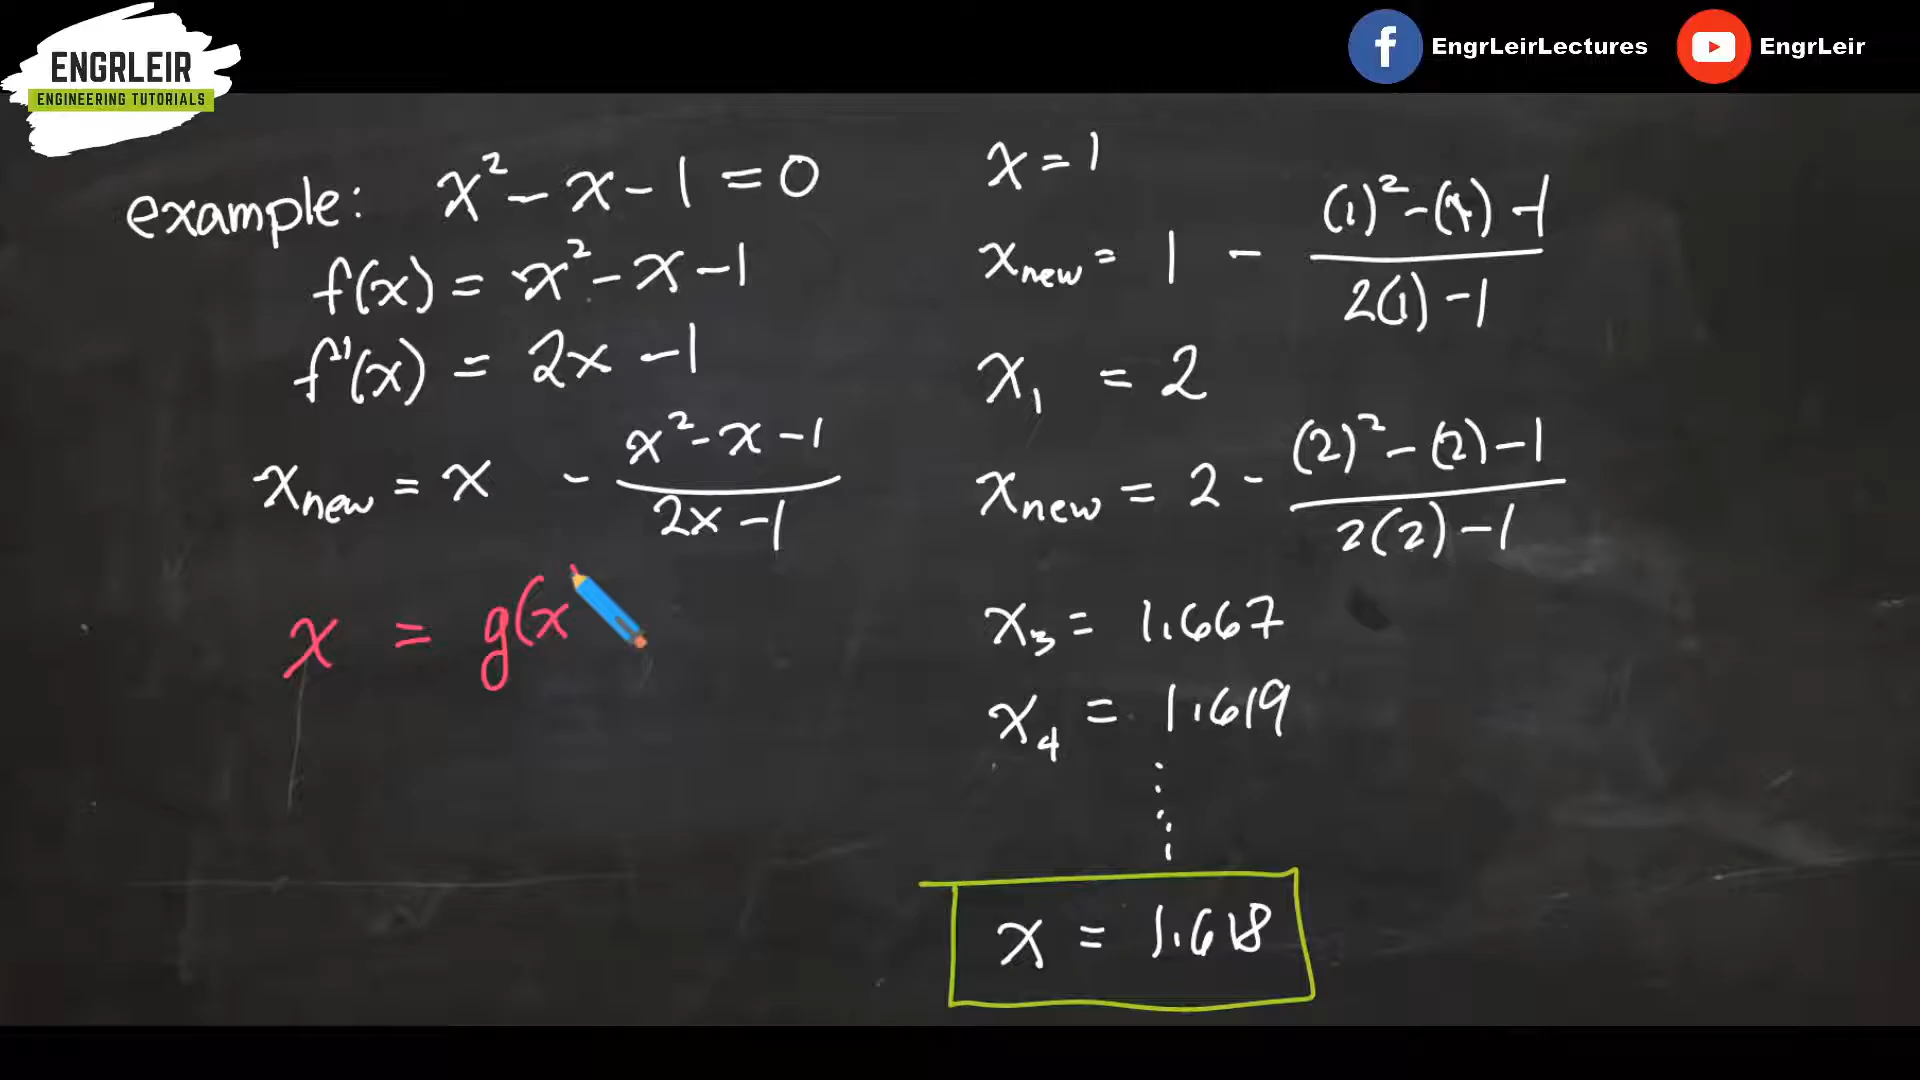 ENGRLEIR
ENGINEERING TUTORIALS
f EngrLeirLectures
EngrLeir
example: x² - x - 1 = 0
f(x) = x² - x - 1
f'(x) = 2x - 1
x_new = x - (x² - x - 1)/(2x - 1)
x = g(x
x = 1
x_new = 1 - ((1)² - (1) - 1)/(2(1) - 1)
x₁ = 2
x_new = 2 - ((2)² - (2) - 1)/(2(2) - 1)
x₃ = 1.667
x₄ = 1.619
x = 1.618